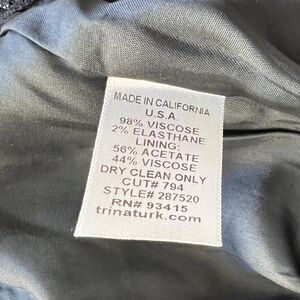 MADE IN CALIFORNIA
U.S.A.
98% VISCOSE
2% ELASTHANE
LINING:
56% ACETATE
44% VISCOSE
DRY CLEAN ONLY
CUT# 794
STYLE# 287520
RN# 93415
trinaturk.com